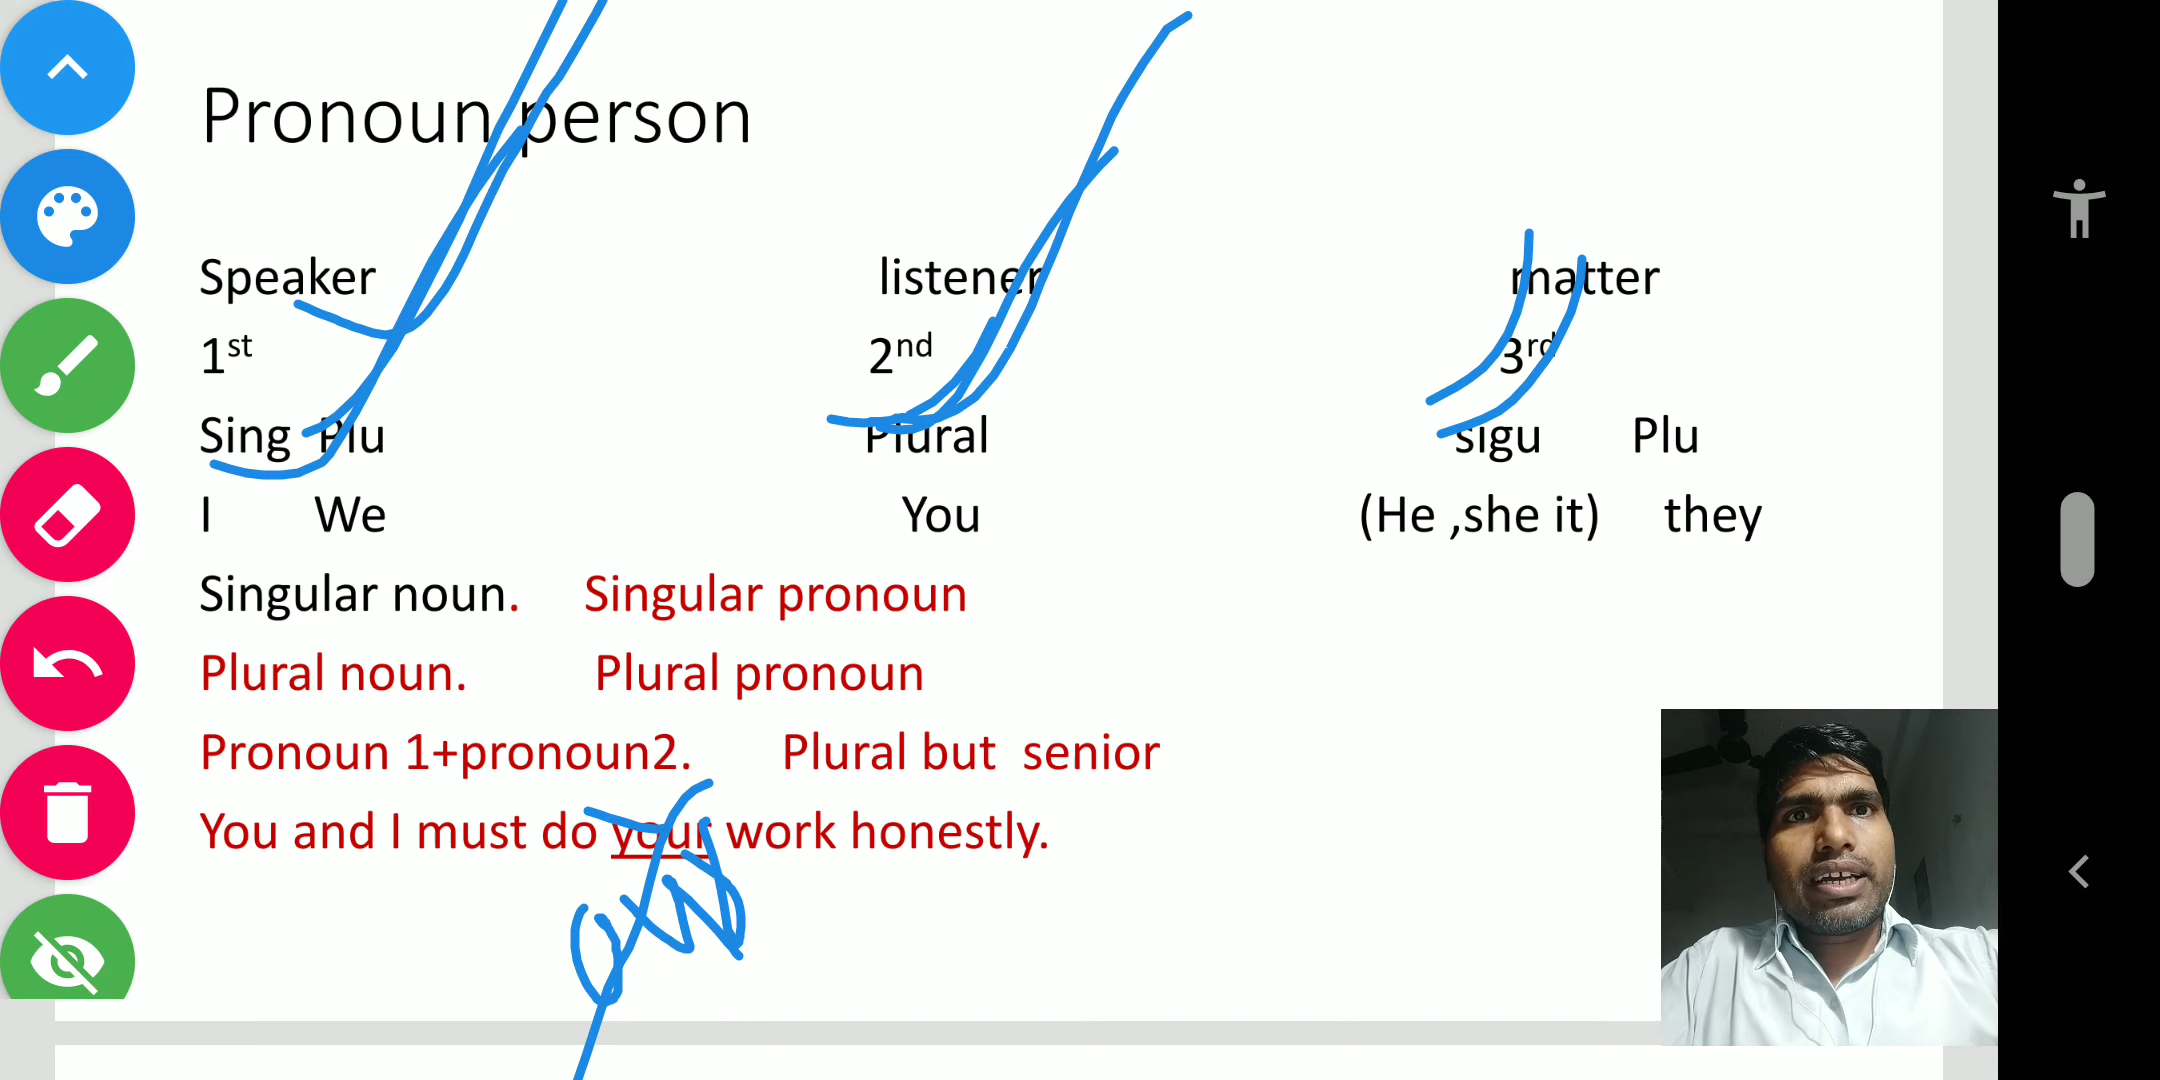 Pronoun person
Speaker listener matter
1st 2nd 3rd
Sing Plu Plural sigu Plu
I We You (He ,she it) they
Singular noun. Singular pronoun
Plural noun. Plural pronoun
Pronoun 1+pronoun2. Plural but senior
You and I must do your work honestly.